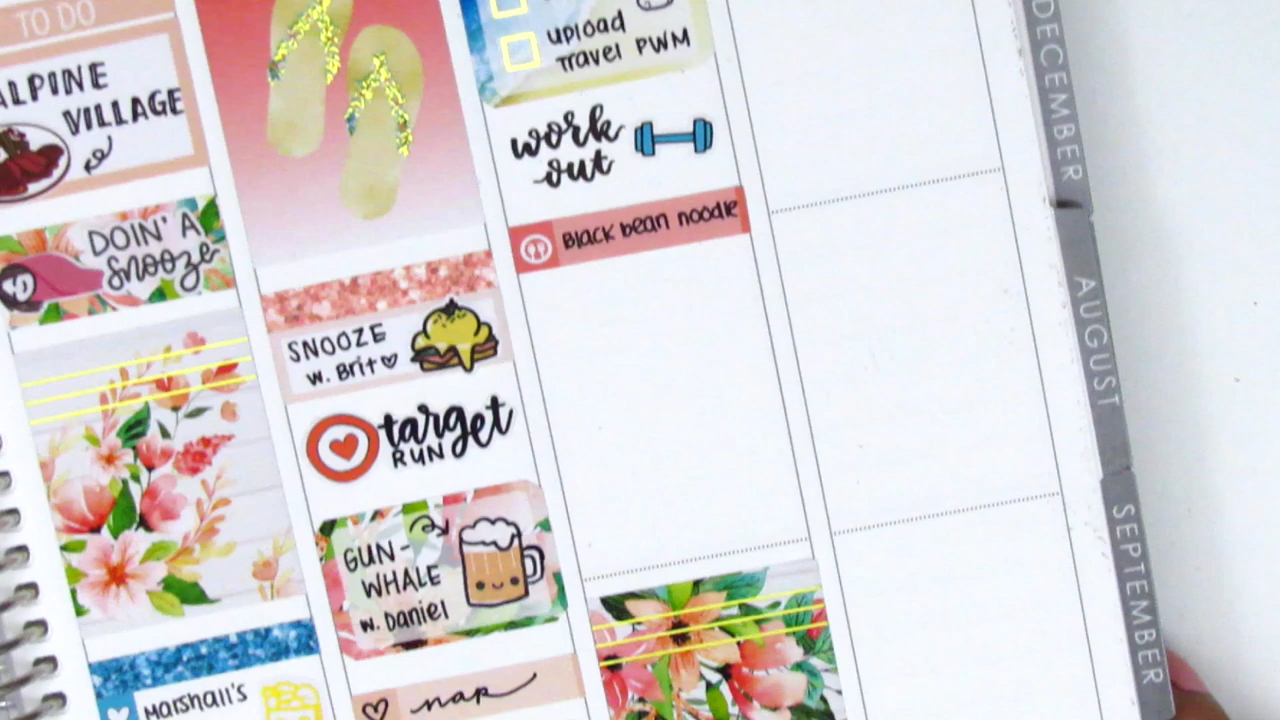 TO DO
ALPINE
VILLAGE
DOIN' A
snooze
Marshall's
SNOOZE
w. Brit
target
RUN
GUN-
WHALE
w. Daniel
nap
upload
Travel PWM
work
out
Black bean noodle
DECEMBER
AUGUST
SEPTEMBER